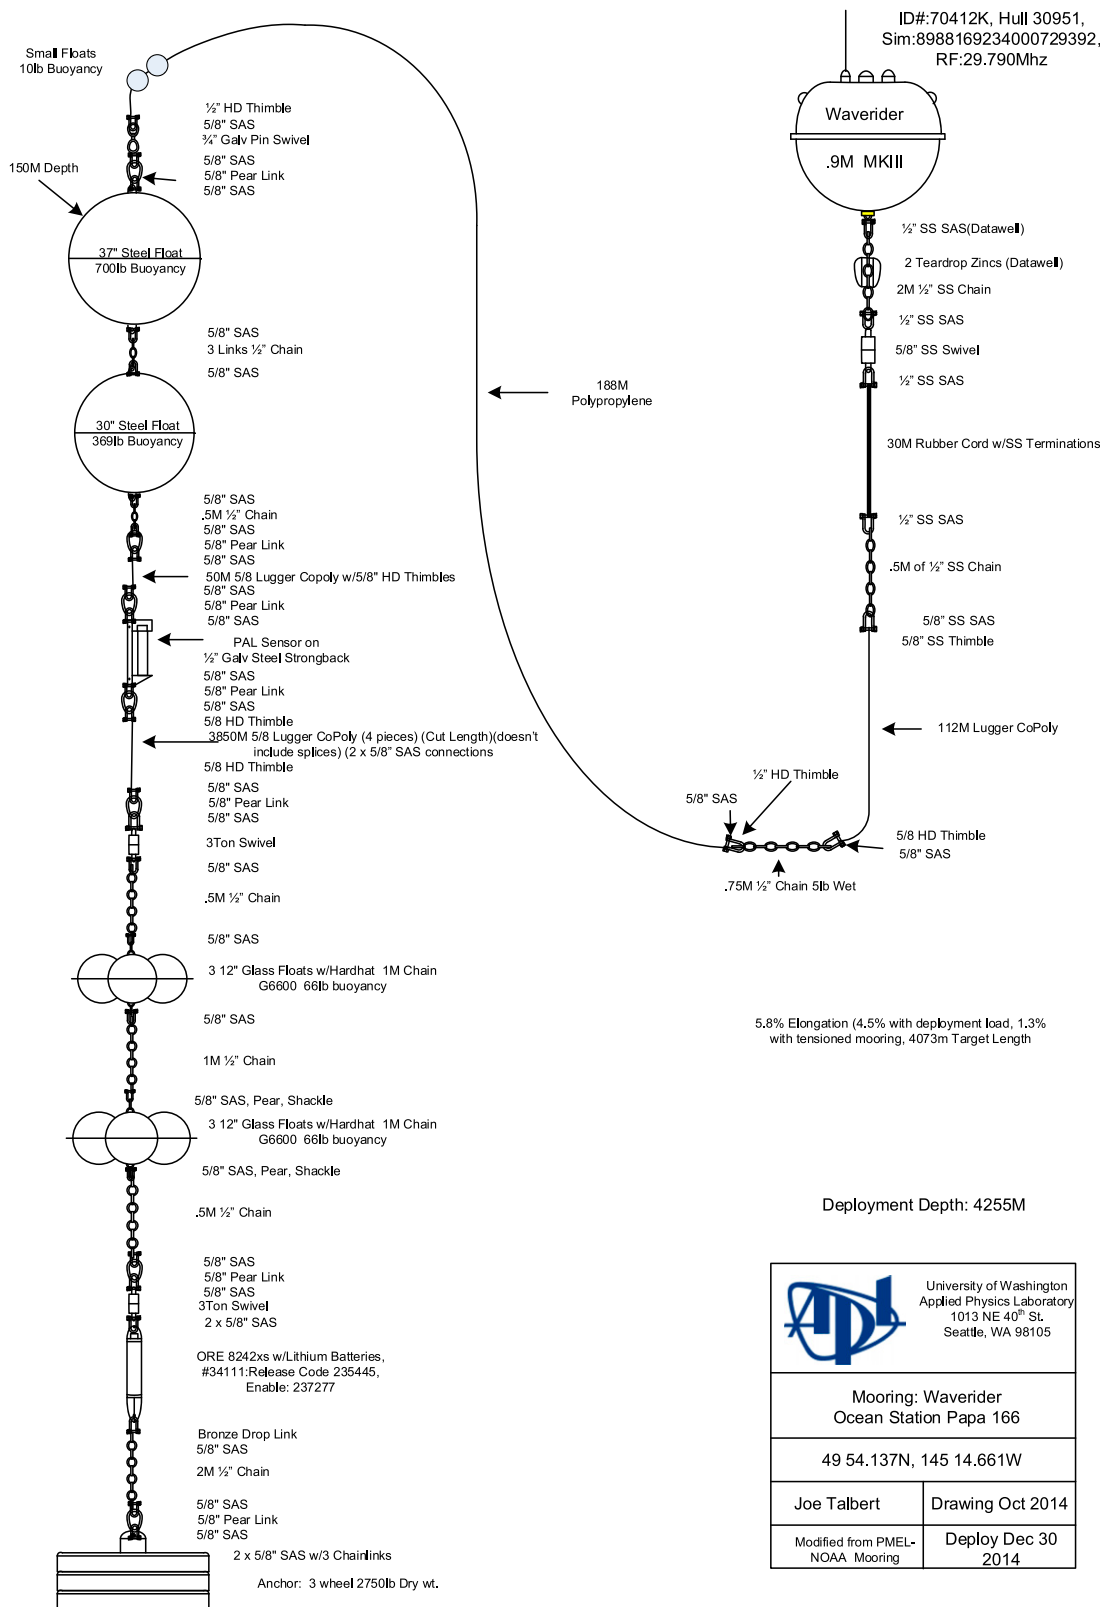 Small Floats
10lb Buoyancy
½” HD Thimble
5/8" SAS
¾” Galv Pin Swivel
5/8" SAS
5/8" Pear Link
5/8" SAS
150M Depth
37" Steel Float
700lb Buoyancy
5/8" SAS
3 Links ½” Chain
5/8" SAS
30" Steel Float
369lb Buoyancy
5/8" SAS
.5M ½” Chain
5/8" SAS
5/8" Pear Link
5/8" SAS
50M 5/8 Lugger Copoly w/5/8" HD Thimbles
5/8" SAS
5/8" Pear Link
5/8" SAS
PAL Sensor on
½” Galv Steel Strongback
5/8" SAS
5/8" Pear Link
5/8" SAS
5/8 HD Thimble
3850M 5/8 Lugger CoPoly (4 pieces) (Cut Length)(doesn’t
include splices) (2 x 5/8” SAS connections
5/8 HD Thimble
5/8" SAS
5/8" Pear Link
5/8" SAS
3Ton Swivel
5/8" SAS
.5M ½” Chain
5/8" SAS
3 12" Glass Floats w/Hardhat 1M Chain
G6600 66lb buoyancy
5/8" SAS
1M ½” Chain
5/8" SAS, Pear, Shackle
3 12" Glass Floats w/Hardhat 1M Chain
G6600 66lb buoyancy
5/8" SAS, Pear, Shackle
.5M ½” Chain
5/8" SAS
5/8" Pear Link
5/8" SAS
3Ton Swivel
2 x 5/8" SAS
ORE 8242xs w/Lithium Batteries,
#34111:Release Code 235445,
Enable: 237277
Bronze Drop Link
5/8" SAS
2M ½” Chain
5/8" SAS
5/8" Pear Link
5/8" SAS
2 x 5/8" SAS w/3 Chainlinks
Anchor: 3 wheel 2750lb Dry wt.
188M
Polypropylene
ID#:70412K, Hull 30951,
Sim:8988169234000729392,
RF:29.790Mhz
Waverider
.9M MKIII
½” SS SAS(Datawell)
2 Teardrop Zincs (Datawell)
2M ½” SS Chain
½” SS SAS
5/8" SS Swivel
½” SS SAS
30M Rubber Cord w/SS Terminations
½” SS SAS
.5M of ½” SS Chain
5/8” SS SAS
5/8” SS Thimble
112M Lugger CoPoly
½” HD Thimble
5/8" SAS
5/8 HD Thimble
5/8" SAS
.75M ½” Chain 5lb Wet
5.8% Elongation (4.5% with deployment load, 1.3%
with tensioned mooring, 4073m Target Length
Deployment Depth: 4255M
APL
University of Washington
Applied Physics Laboratory
1013 NE 40th St.
Seattle, WA 98105
Mooring: Waverider
Ocean Station Papa 166
49 54.137N, 145 14.661W
Joe Talbert
Drawing Oct 2014
Modified from PMEL-
NOAA Mooring
Deploy Dec 30
2014